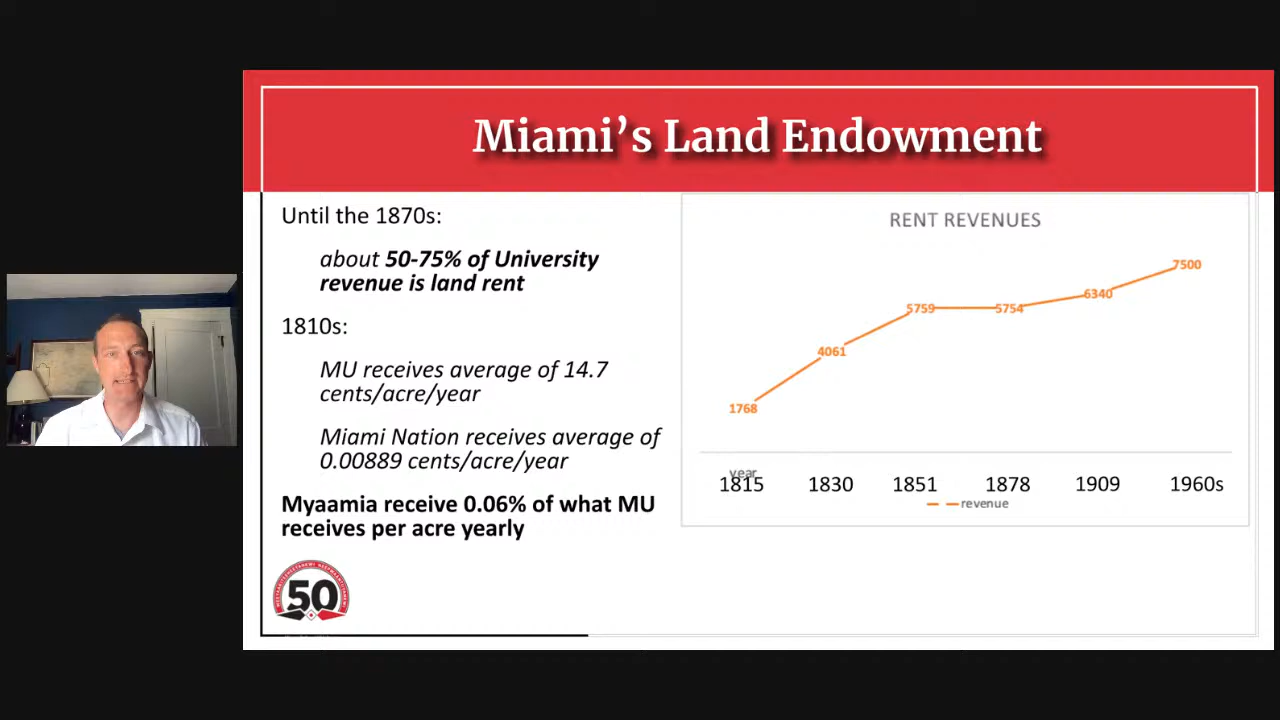 Miami's Land Endowment
Until the 1870s:
about 50-75% of University
revenue is land rent
1810s:
MU receives average of 14.7
cents/acre/year
Miami Nation receives average of
0.00889 cents/acre/year
Myaamia receive 0.06% of what MU
receives per acre yearly
50
RENT REVENUES
7500
6340
5759
5754
4061
1768
year
1815 1830 1851 1878 1909 1960s
revenue